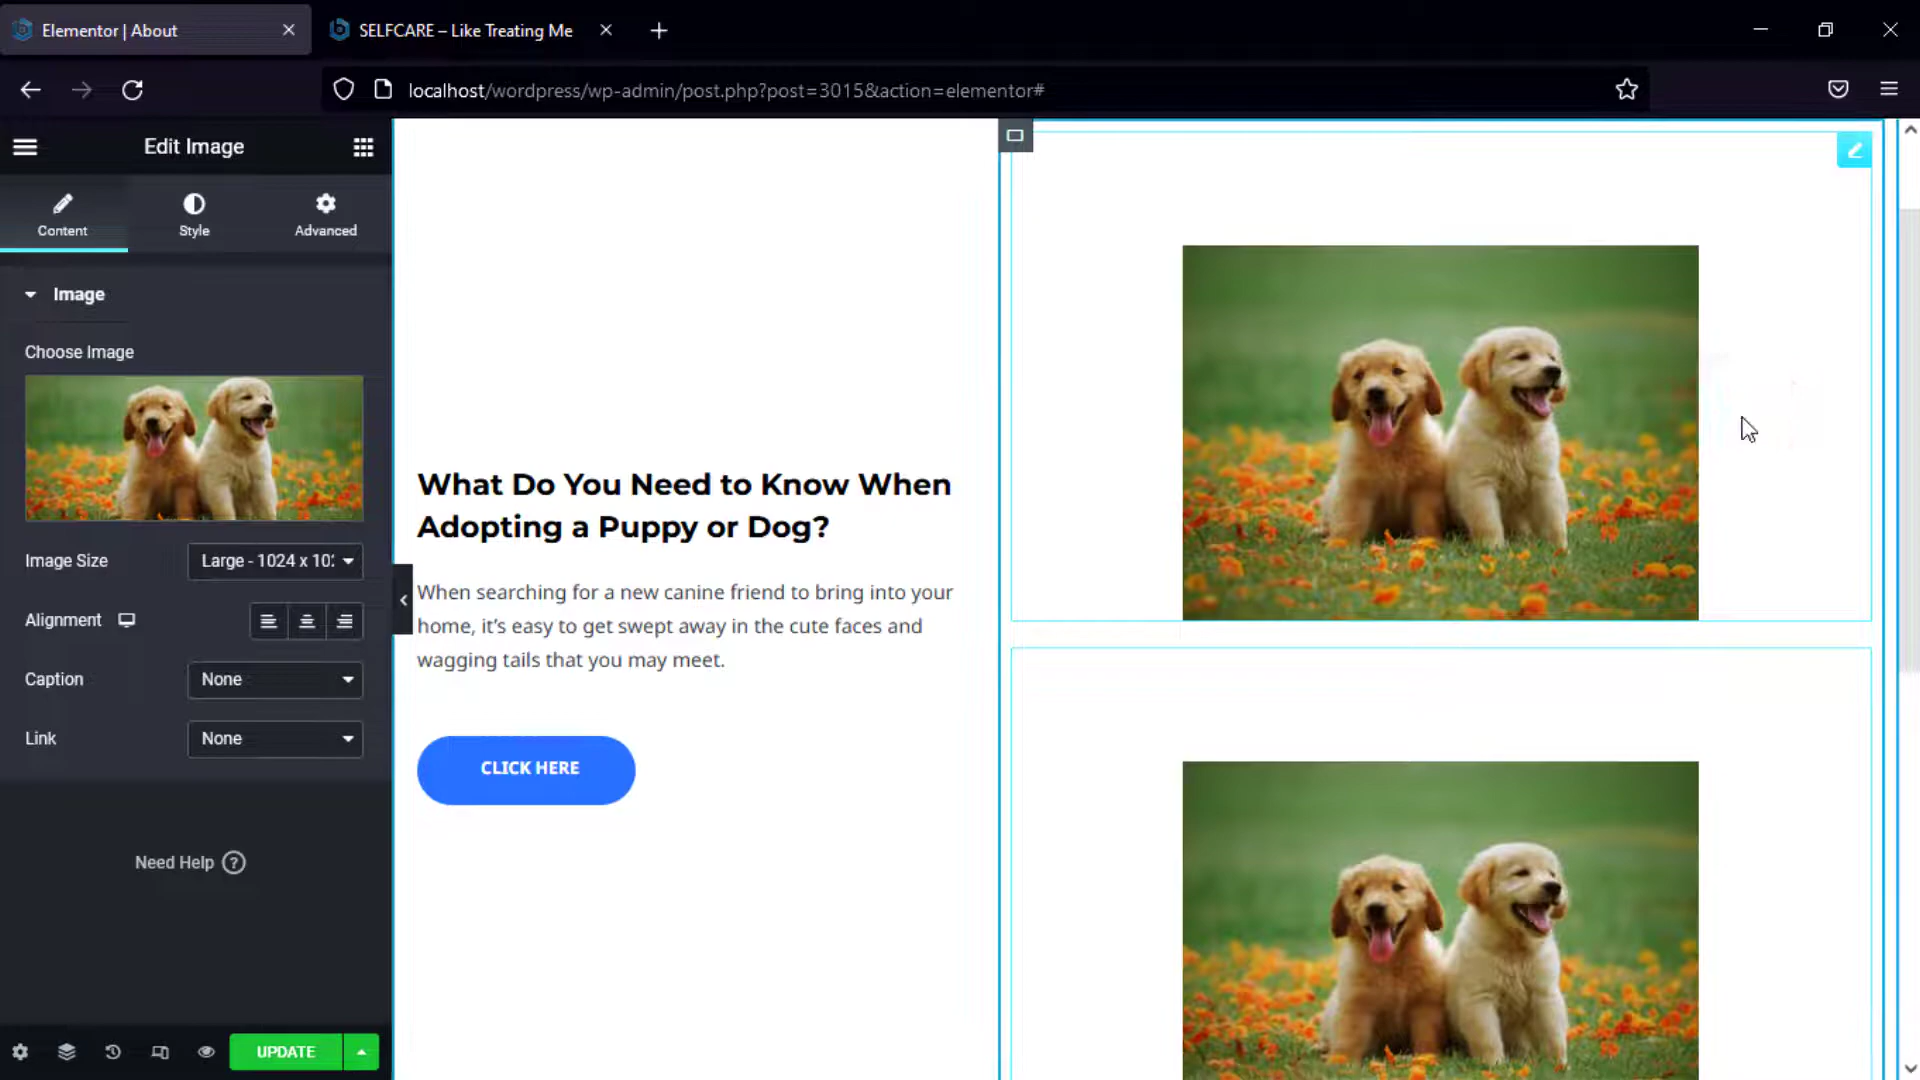 Elementor | About
SELFCARE – Like Treating Me
localhost/wordpress/wp-admin/post.php?post=3015&action=elementor#
Edit Image
Content
Style
Advanced
Image
Choose Image
Image Size
Large - 1024 x 10
Alignment
Caption
None
Link
None
Need Help ?
UPDATE
What Do You Need to Know When
Adopting a Puppy or Dog?
When searching for a new canine friend to bring into your
home, it’s easy to get swept away in the cute faces and
wagging tails that you may meet.
CLICK HERE